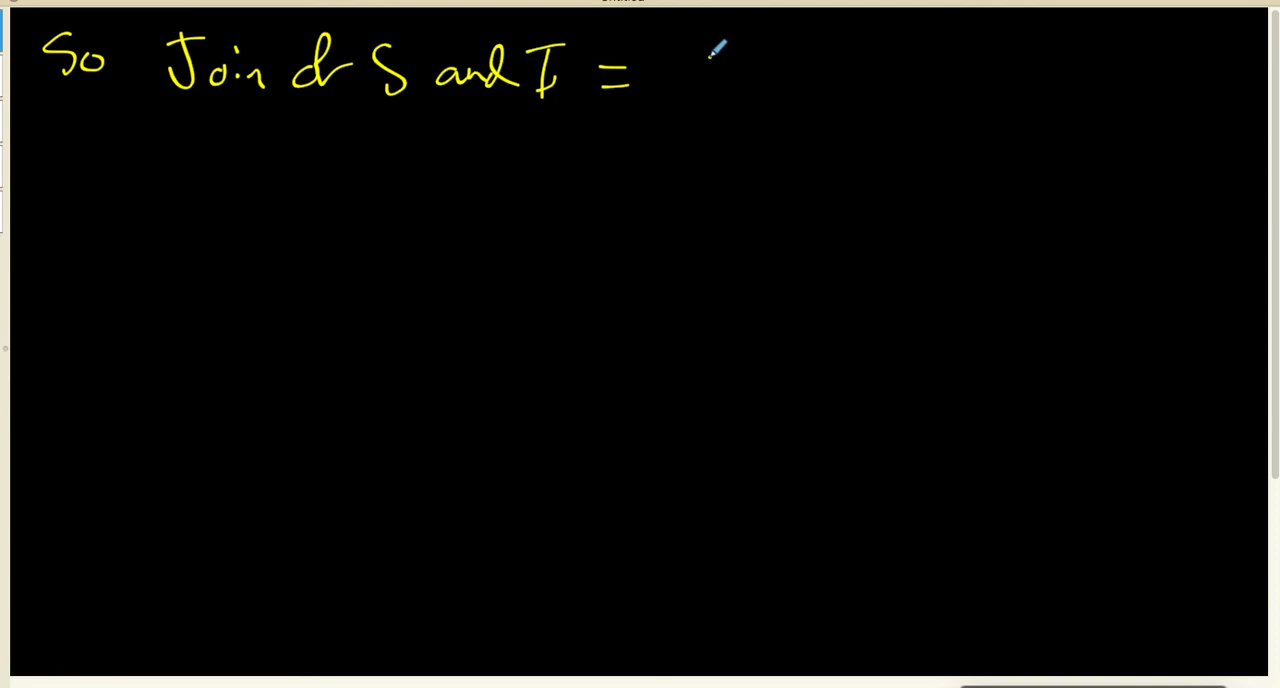 So Join of S and I =